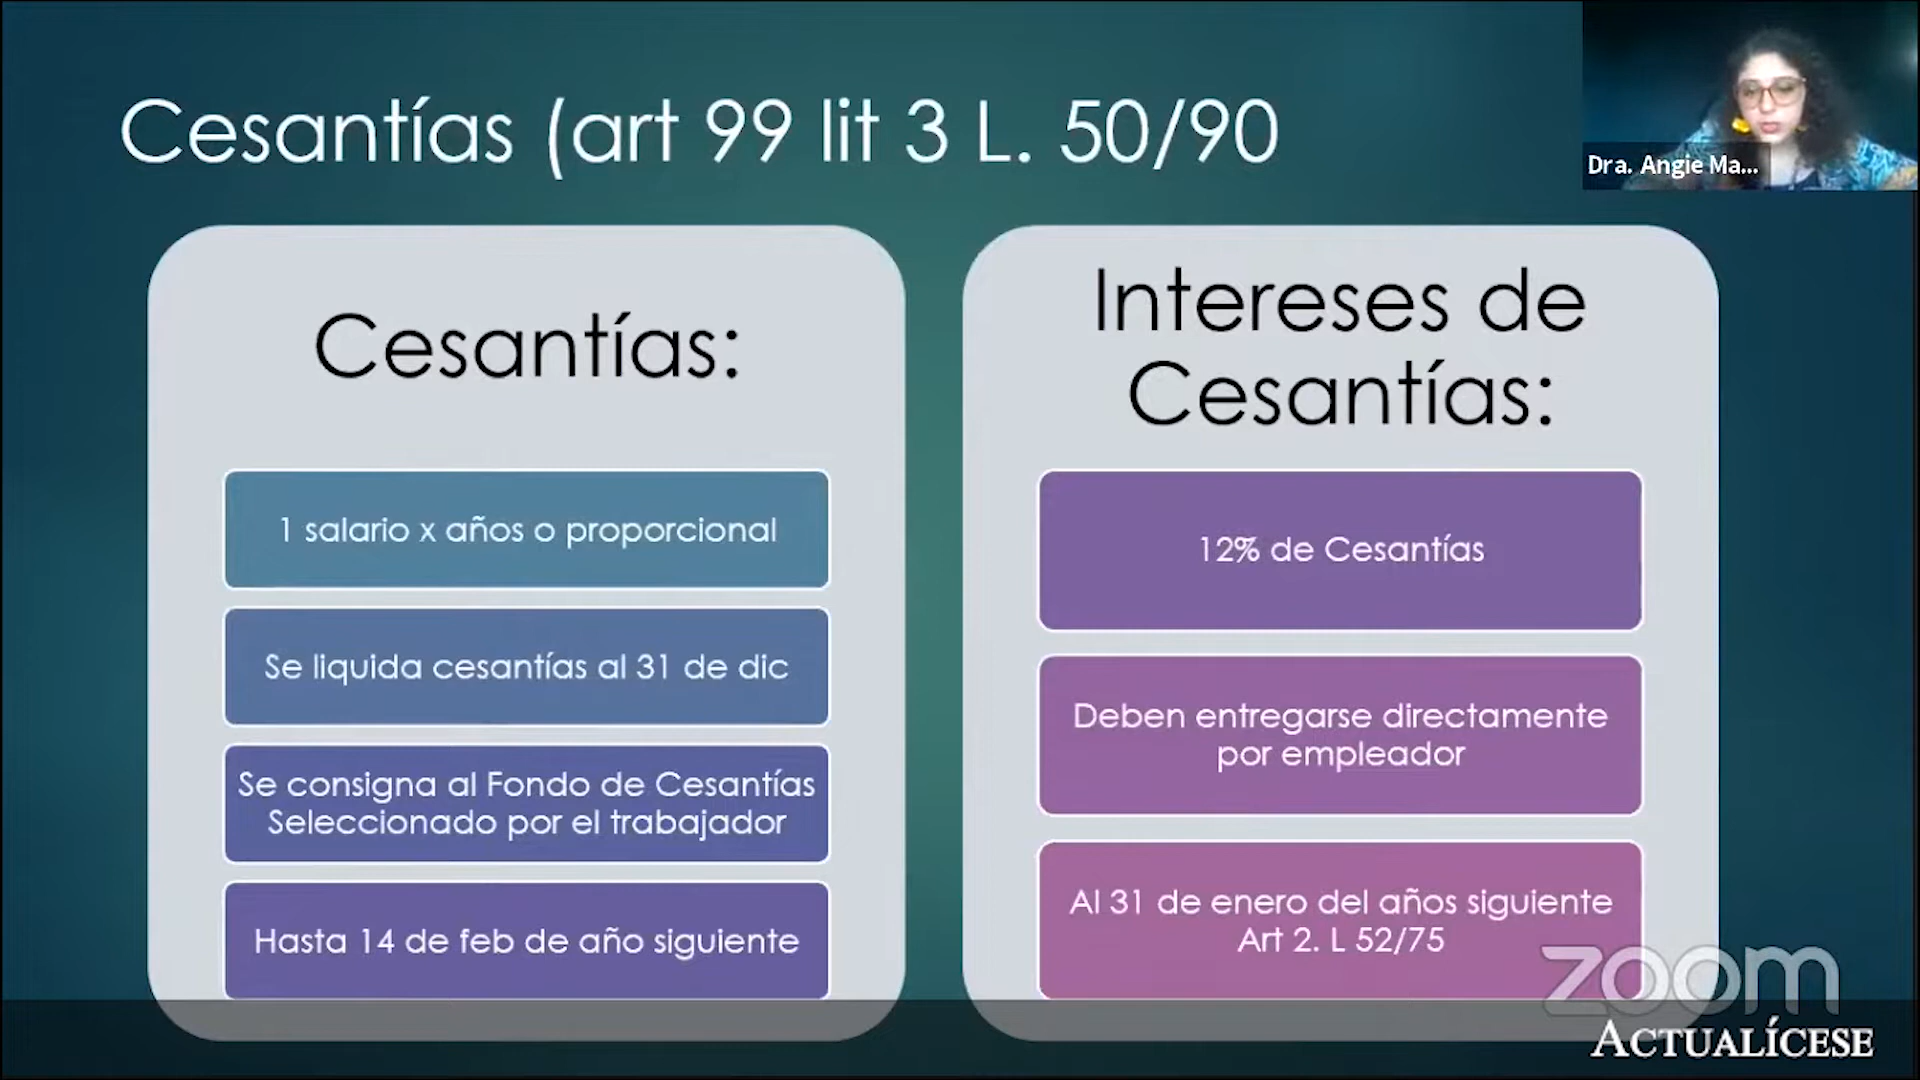 Cesantías (art 99 lit 3 L. 50/90
Dra. Angie Ma...
Cesantías:
1 salario x años o proporcional
Se liquida cesantías al 31 de dic
Se consigna al Fondo de Cesantías
Seleccionado por el trabajador
Hasta 14 de feb de año siguiente
Intereses de
Cesantías:
12% de Cesantías
Deben entregarse directamente
por empleador
Al 31 de enero del años siguiente
Art 2. L 52/75
zoom
ACTUALÍCESE